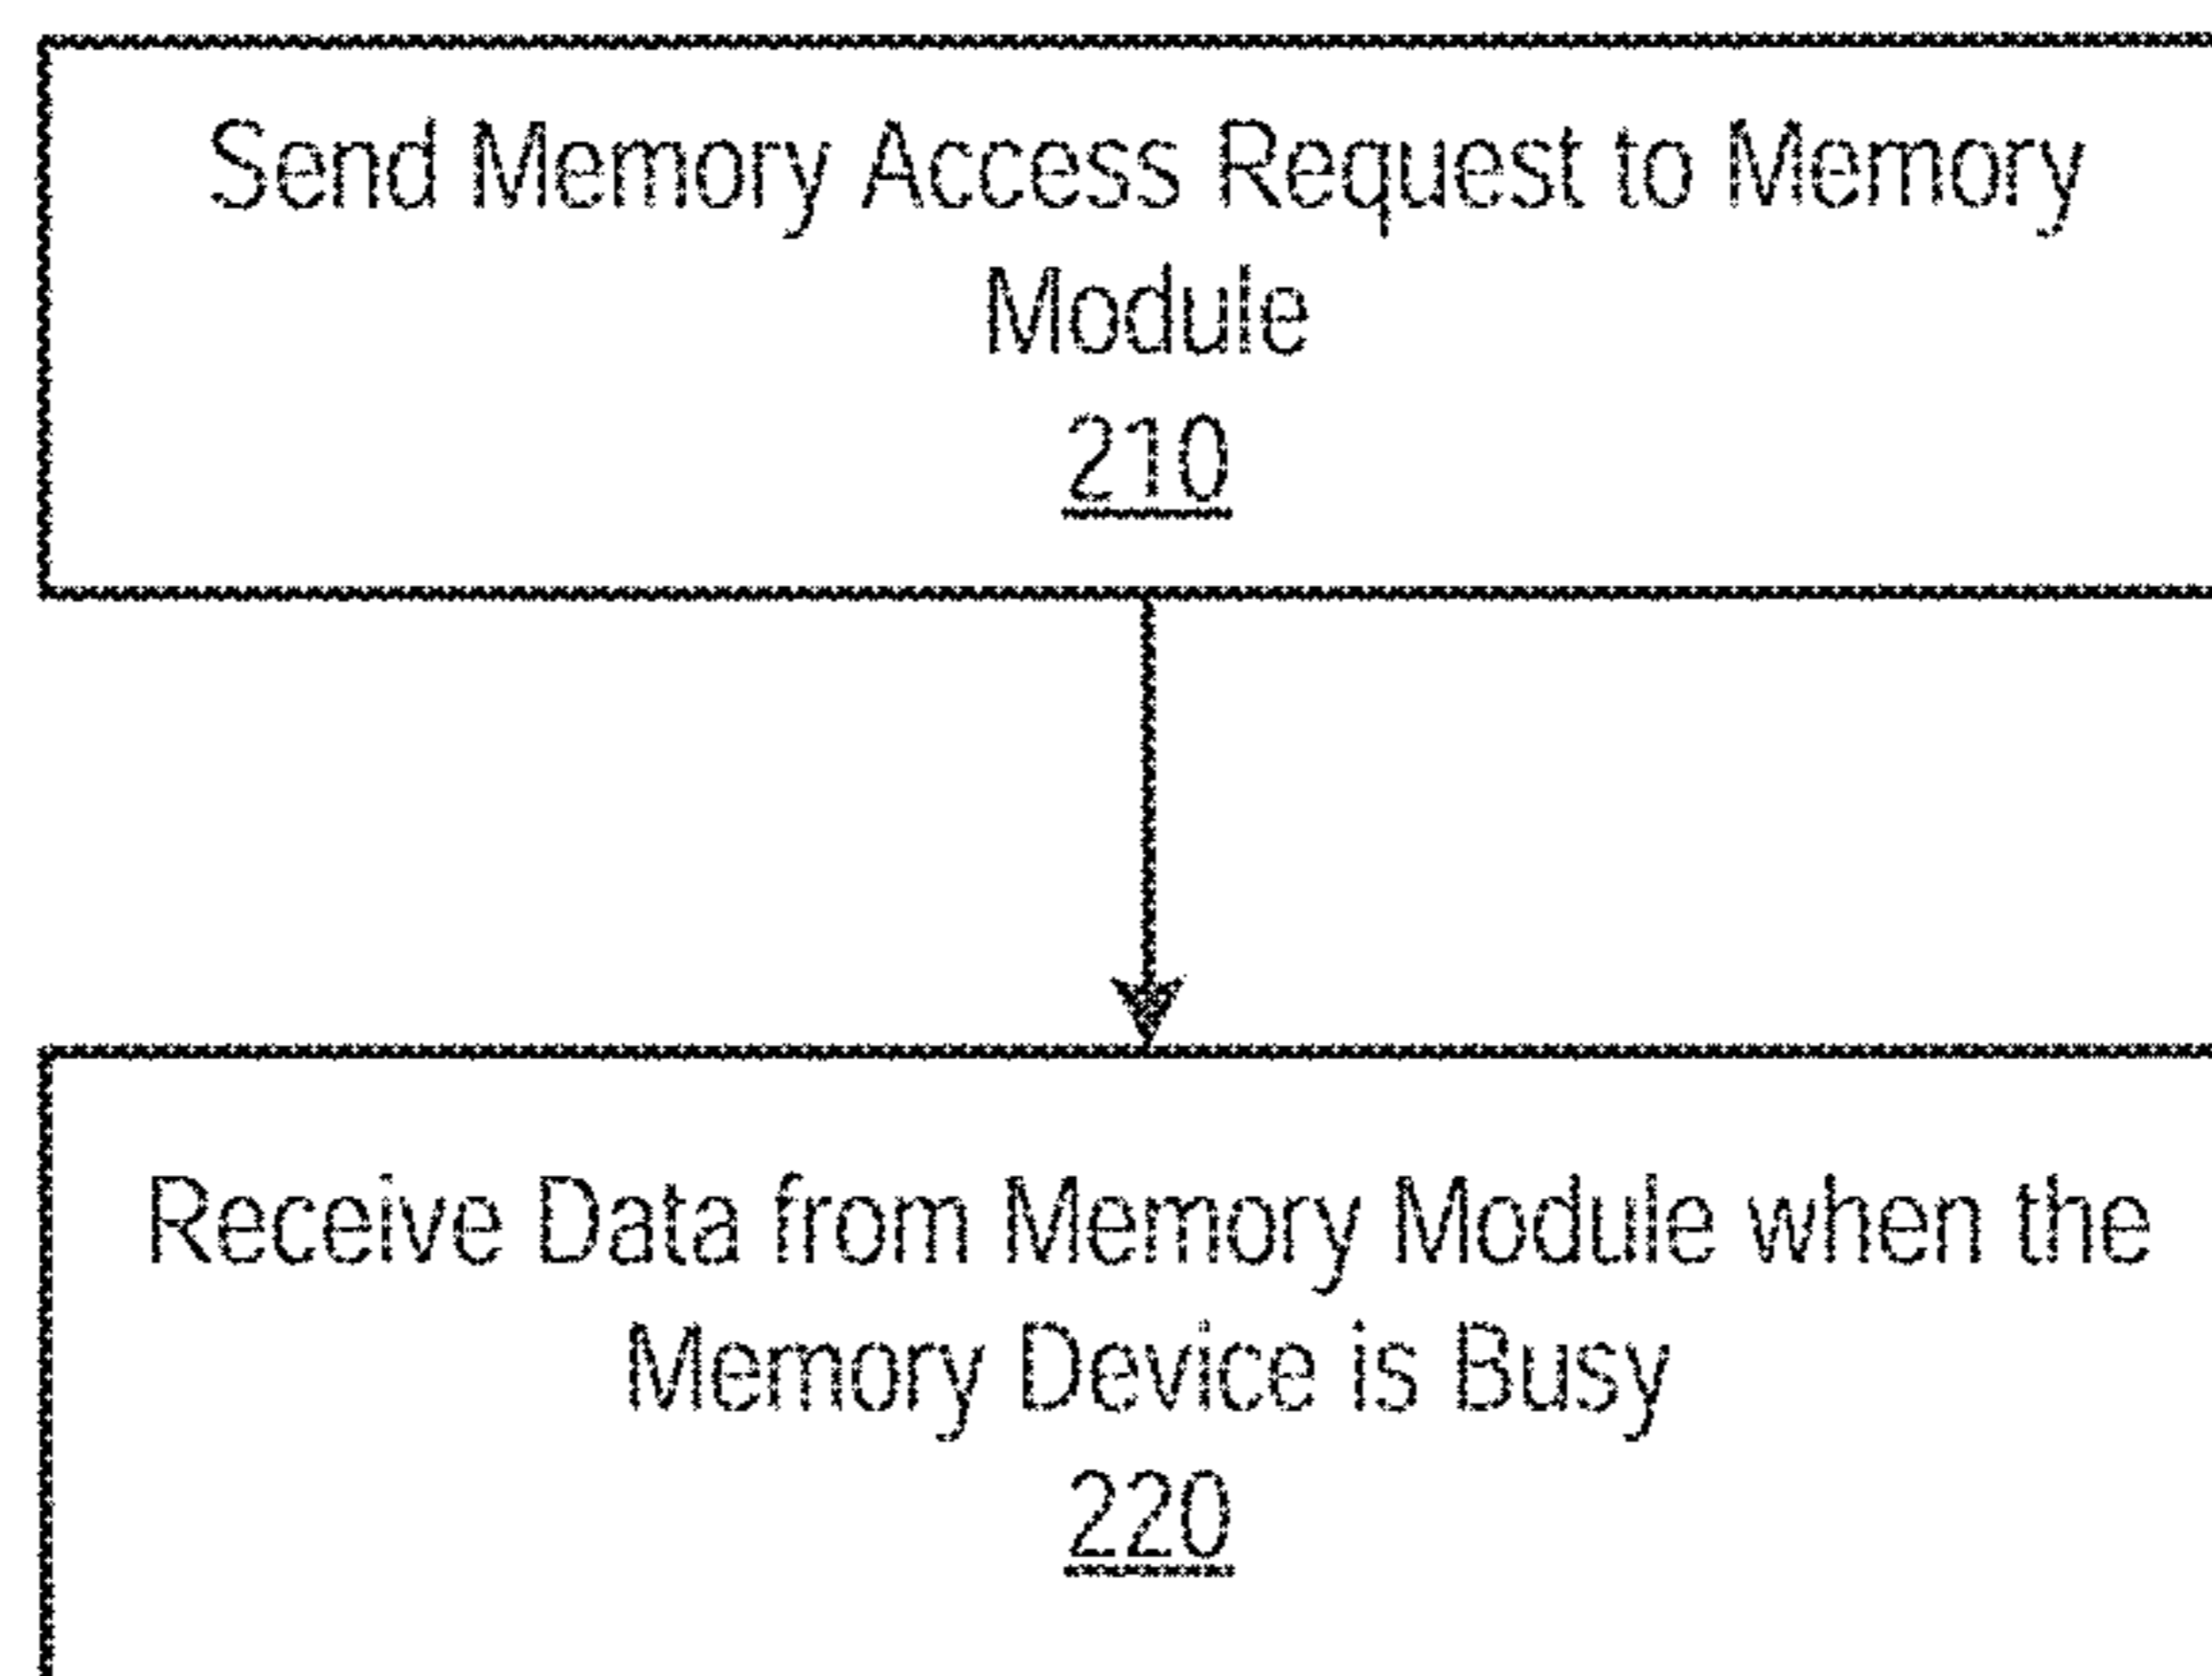 Send Memory Access Request to Memory
Module
210
Receive Data from Memory Module when the
Memory Device is Busy
220